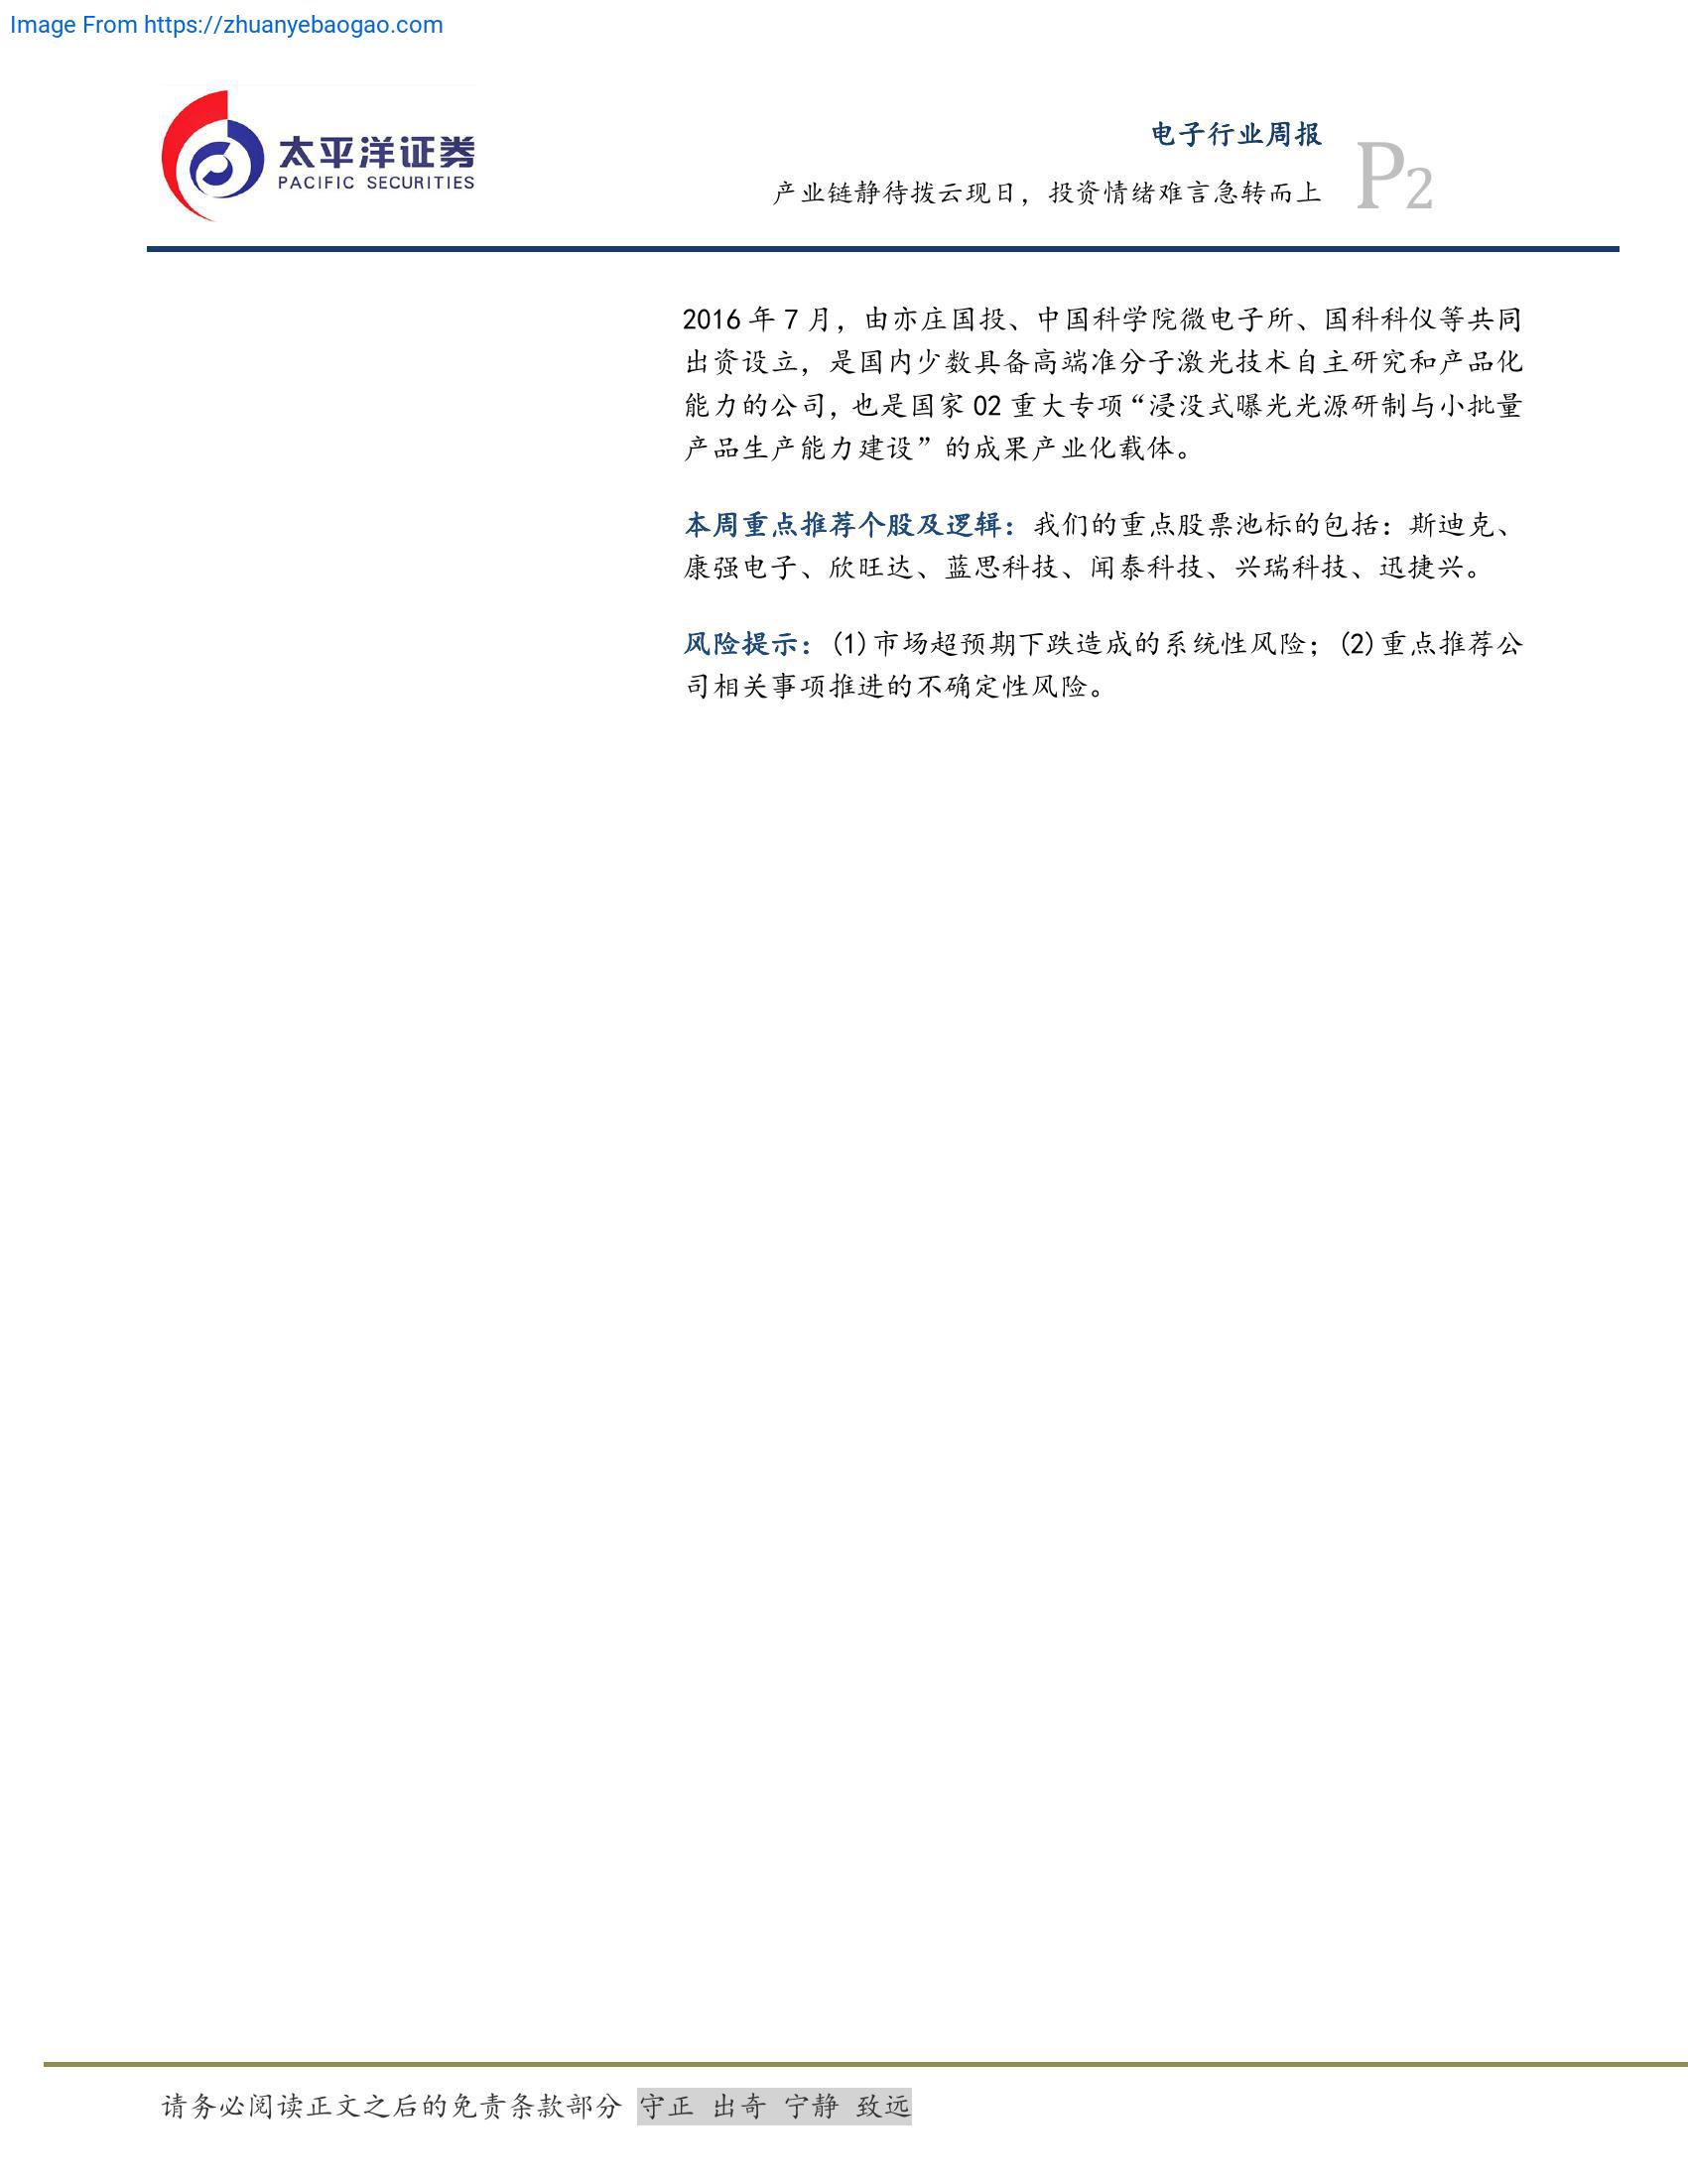 Image From https://zhuanyebaogao.com
太平洋证券
PACIFIC SECURITIES
电子行业周报
产业链静待拨云现日，投资情绪难言急转而上
P2
2016 年 7 月，由亦庄国投、中国科学院微电子所、国科科仪等共同
出资设立，是国内少数具备高端准分子激光技术自主研究和产品化
能力的公司，也是国家 02 重大专项“浸没式曝光光源研制与小批量
产品生产能力建设”的成果产业化载体。
本周重点推荐个股及逻辑：我们的重点股票池标的包括：斯迪克、
康强电子、欣旺达、蓝思科技、闻泰科技、兴瑞科技、迅捷兴。
风险提示：(1)市场超预期下跌造成的系统性风险；(2)重点推荐公
司相关事项推进的不确定性风险。
请务必阅读正文之后的免责条款部分 守正 出奇 宁静 致远